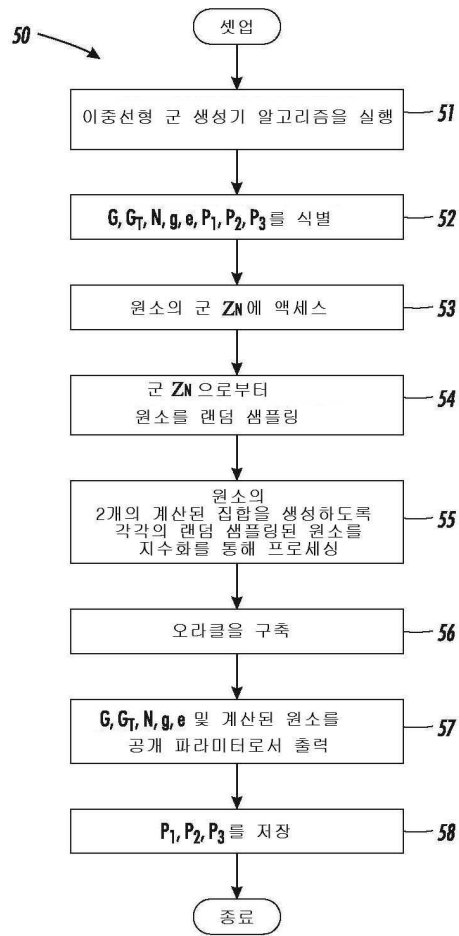 50
셋업
이중선형 군 생성기 알고리즘을 실행
51
G, GT, N, g, e, P1, P2, P3를 식별
52
원소의 군 ZN에 액세스
53
군 ZN으로부터
원소를 랜덤 샘플링
54
원소의
2개의 계산된 집합을 생성하도록
각각의 랜덤 샘플링된 원소를
지수화를 통해 프로세싱
55
오라클을 구축
56
G, GT, N, g, e 및 계산된 원소를
공개 파라미터로서 출력
57
P1, P2, P3를 저장
58
종료